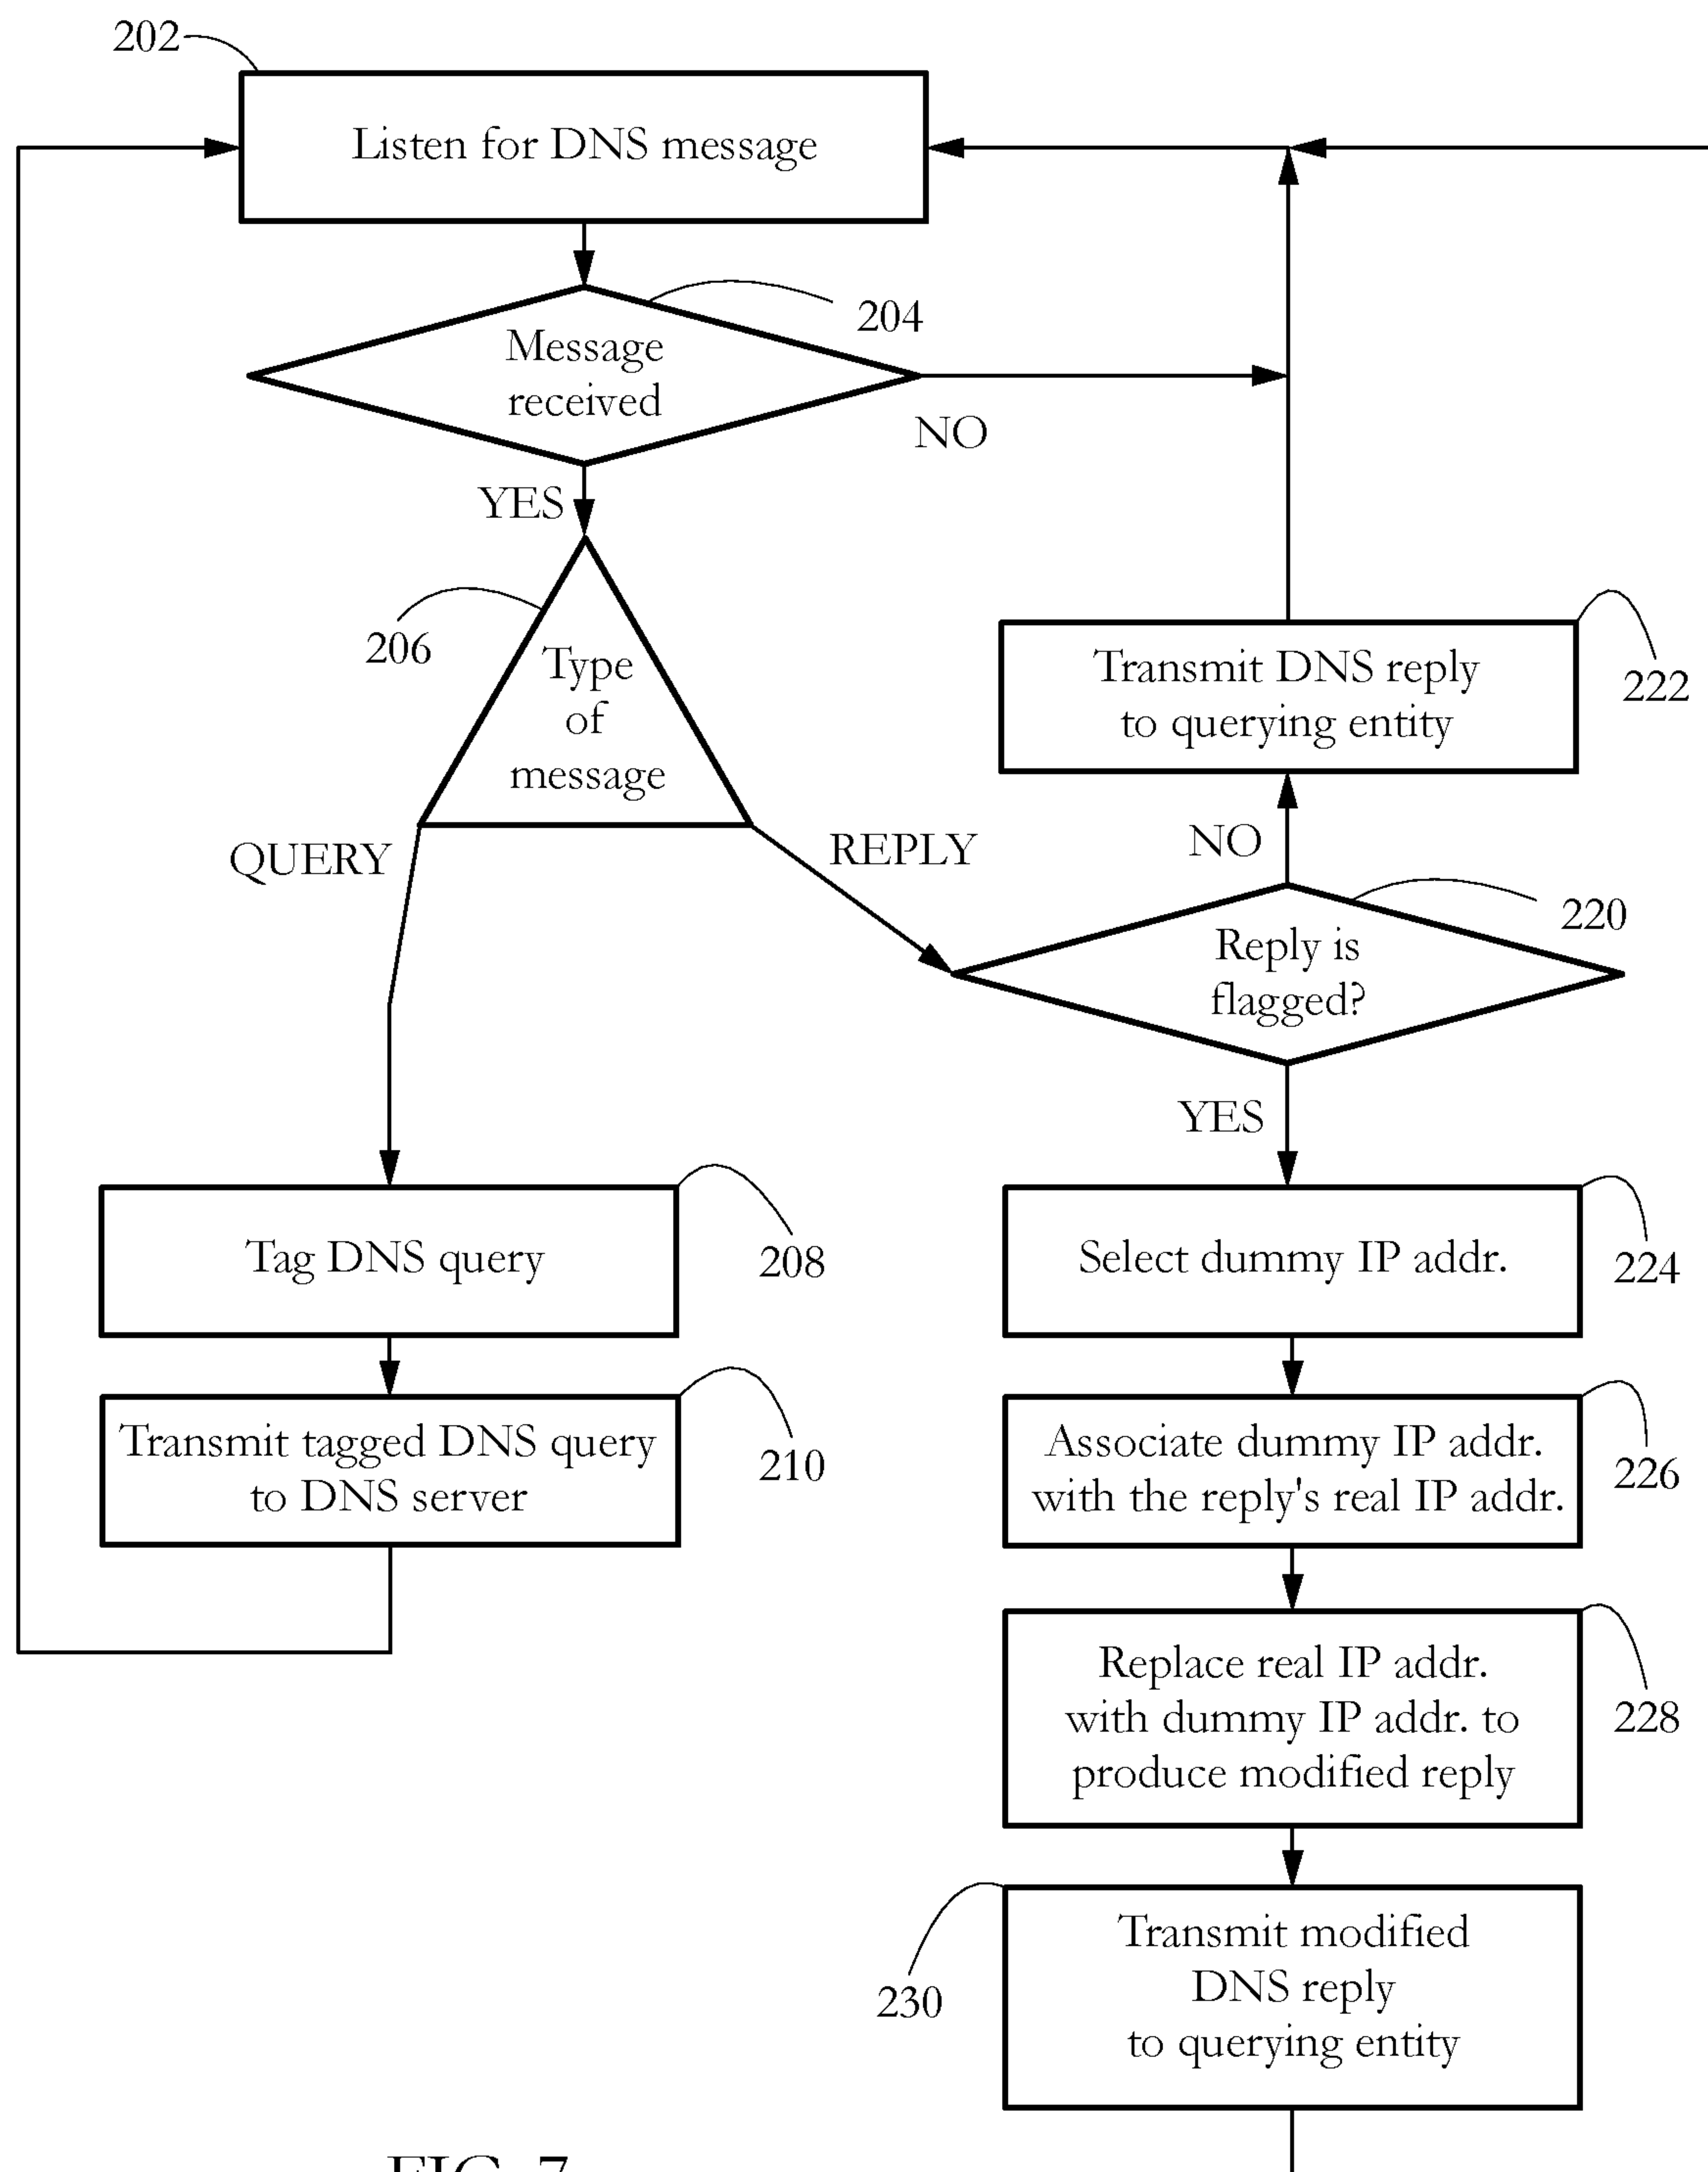 202
Listen for DNS message
204
Message
received
NO
YES
206
Type
of
message
222
Transmit DNS reply
to querying entity
QUERY
REPLY
NO
220
Reply is
flagged?
YES
208
Tag DNS query
224
Select dummy IP addr.
210
Transmit tagged DNS query
to DNS server
226
Associate dummy IP addr.
with the reply's real IP addr.
228
Replace real IP addr.
with dummy IP addr. to
produce modified reply
230
Transmit modified
DNS reply
to querying entity
FIG. 7